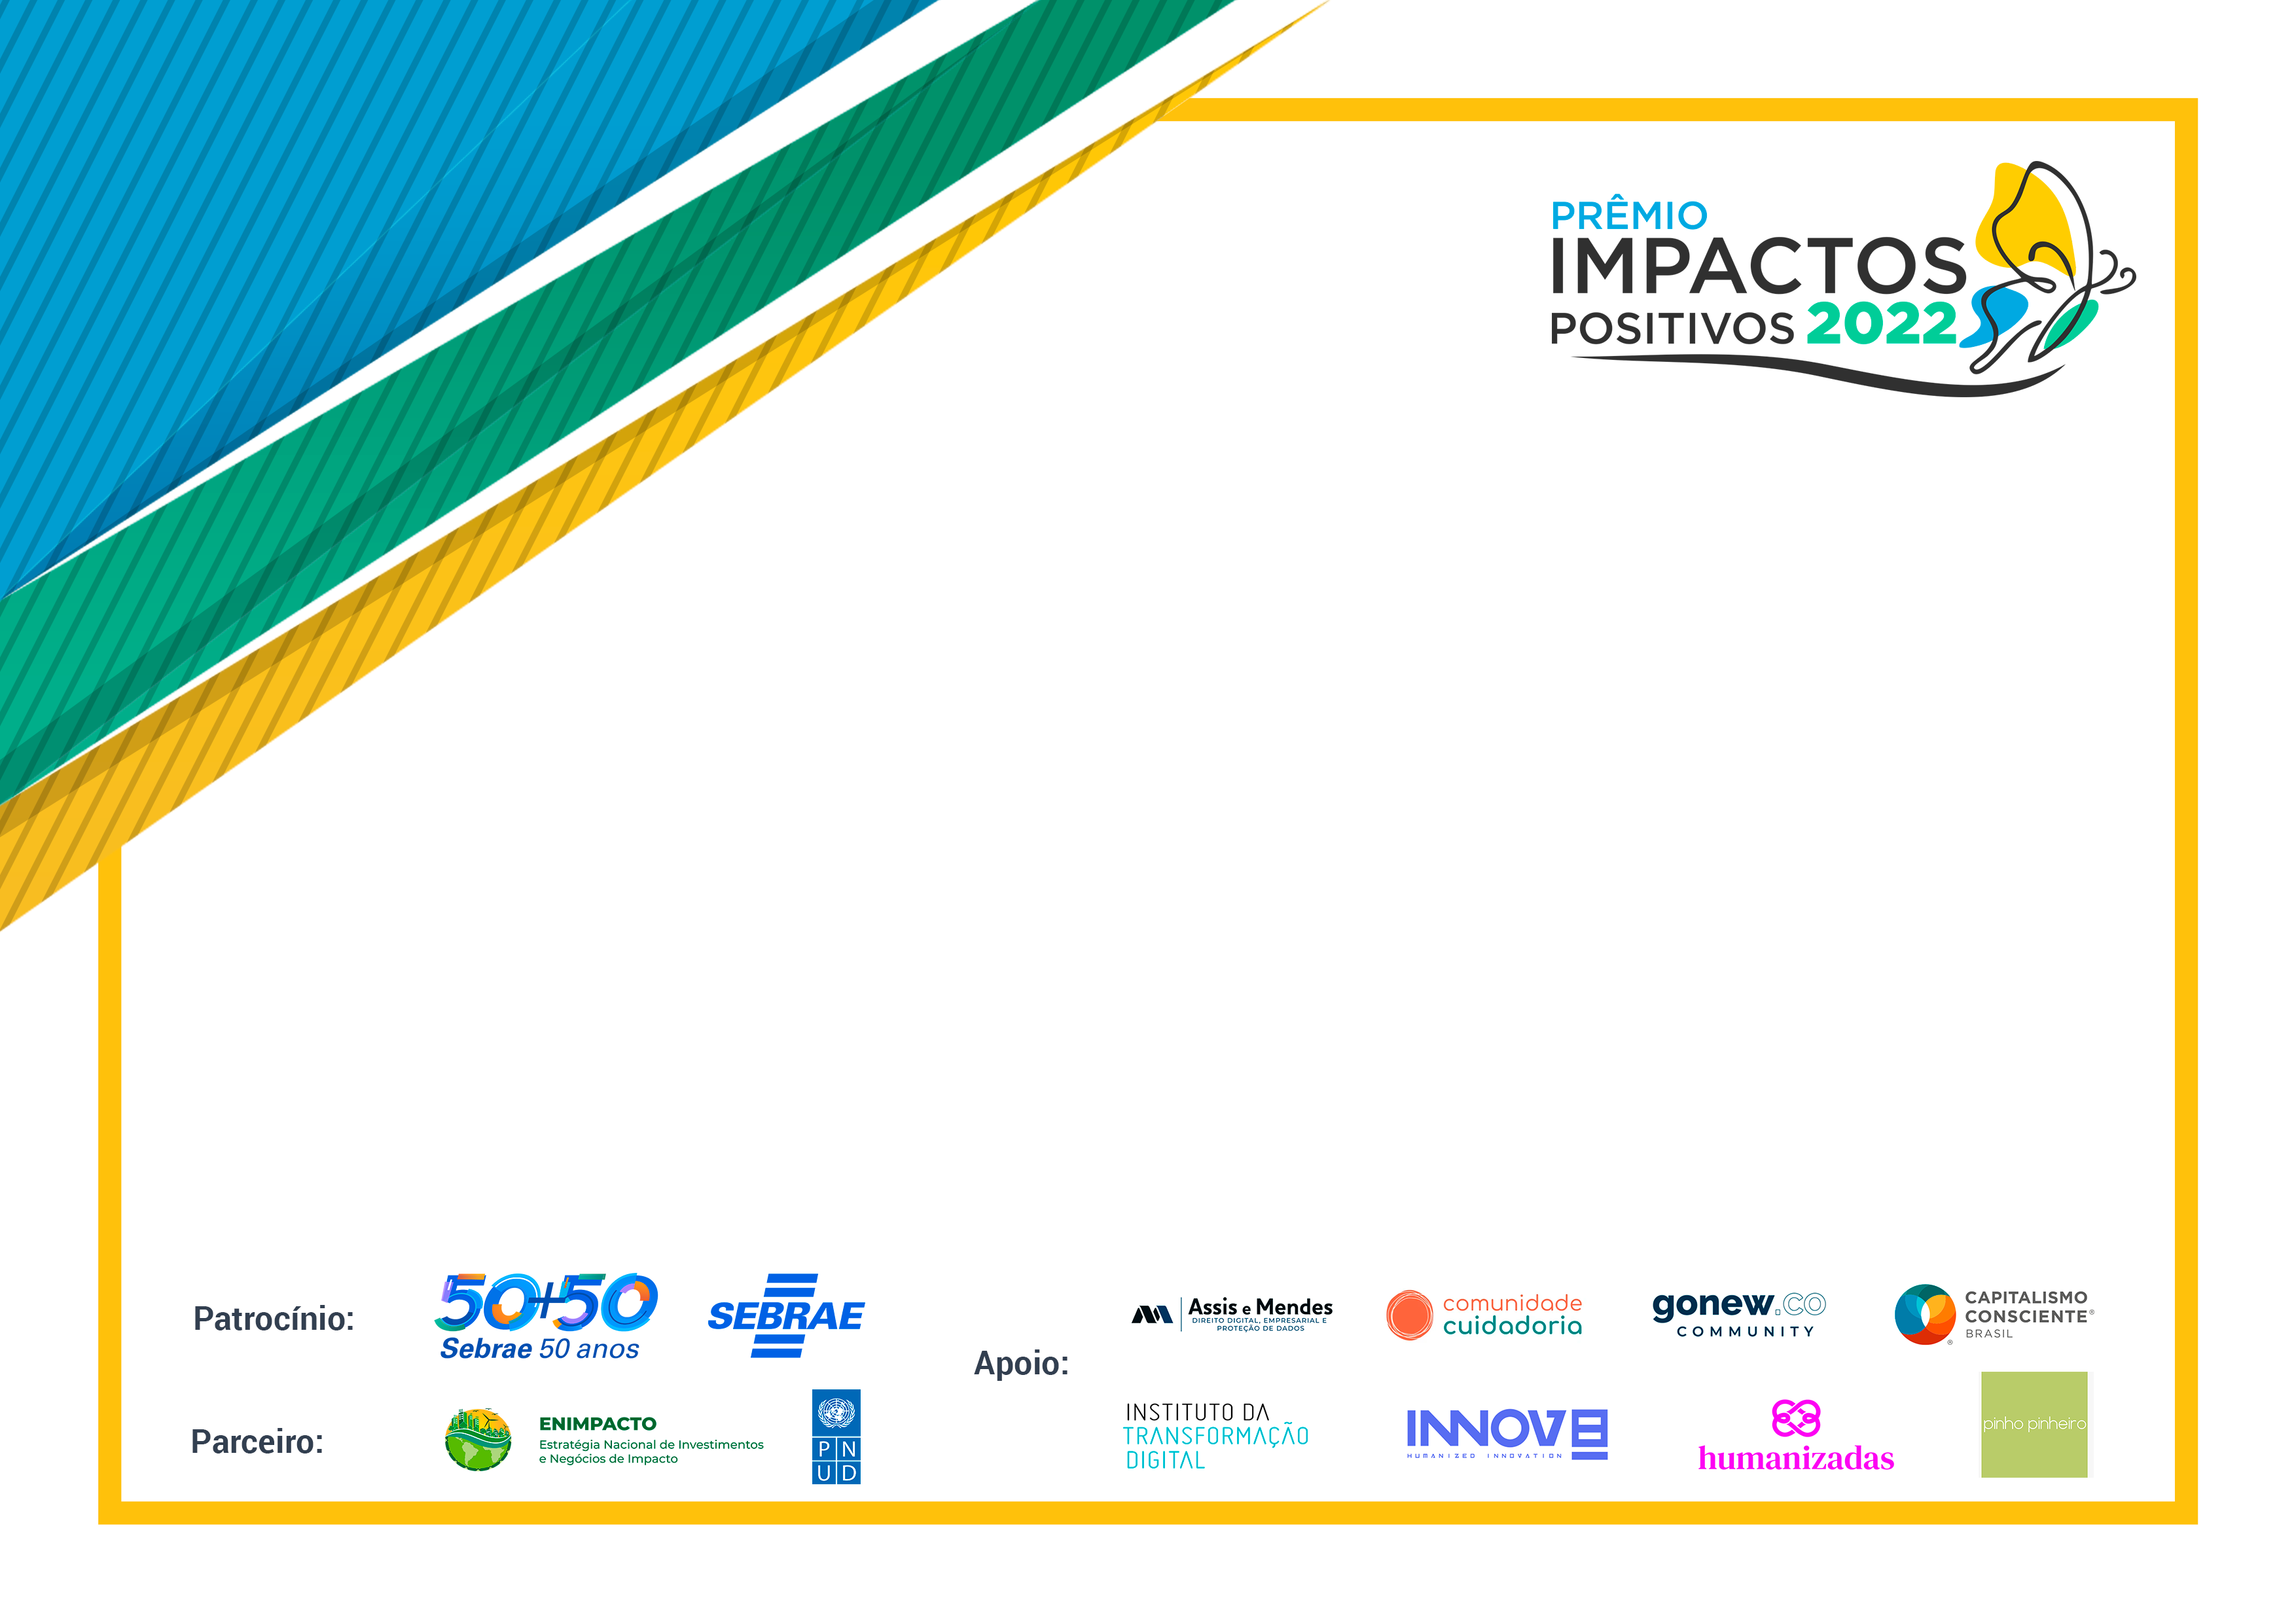 PRÊMIO
IMPACTOS
POSITIVOS 2022
Patrocínio:
50+50
Sebrae 50 anos
SEBRAE
Parceiro:
ENIMPACTO
Estratégia Nacional de Investimentos
e Negócios de Impacto
P N
U D
Apoio:
Assis e Mendes
DIREITO DIGITAL, EMPRESARIAL E
PROTEÇÃO DE DADOS
comunidade
cuidadoria
gonew.co
COMMUNITY
CAPITALISMO
CONSCIENTE®
BRASIL
INSTITUTO DA
TRANSFORMAÇÃO
DIGITAL
INNOVE
HUMANIZED INNOVATION
humanizadas
pinho pinheiro